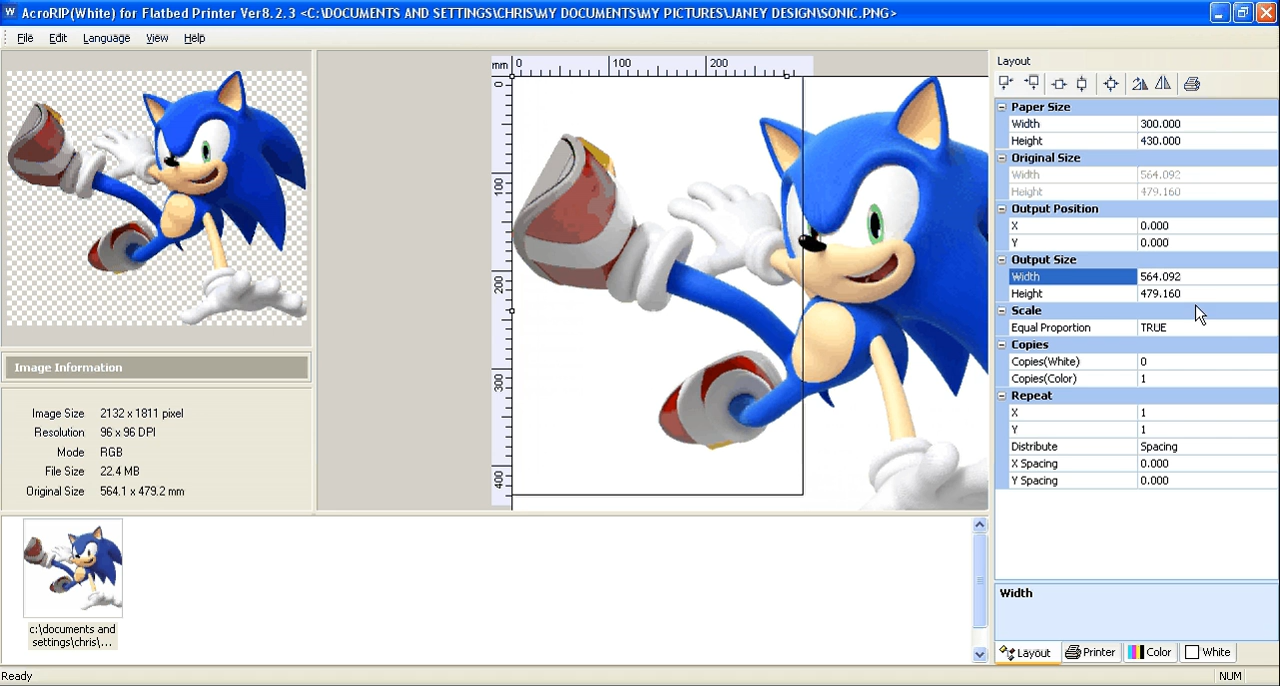 AcroRIP(White) for Flatbed Printer Ver8.2.3 <C:\DOCUMENTS AND SETTINGS\CHRIS\MY DOCUMENTS\MY PICTURES\JANEY DESIGN\SONIC.PNG>
File Edit Language View Help
mm 0 100 200
0
100
200
300
400
Image Information
Image Size 2132 x 1811 pixel
Resolution 96 x 96 DPI
Mode RGB
File Size 22.4 MB
Original Size 564.1 x 479.2 mm
c:\documents and
settings\chris\...
Layout
Paper Size
Width 300.000
Height 430.000
Original Size
Width 564.092
Height 479.160
Output Position
X 0.000
Y 0.000
Output Size
Width 564.092
Height 479.160
Scale
Equal Proportion TRUE
Copies
Copies(White) 0
Copies(Color) 1
Repeat
X 1
Y 1
Distribute Spacing
X Spacing 0.000
Y Spacing 0.000
Width
Layout Printer Color White
Ready NUM